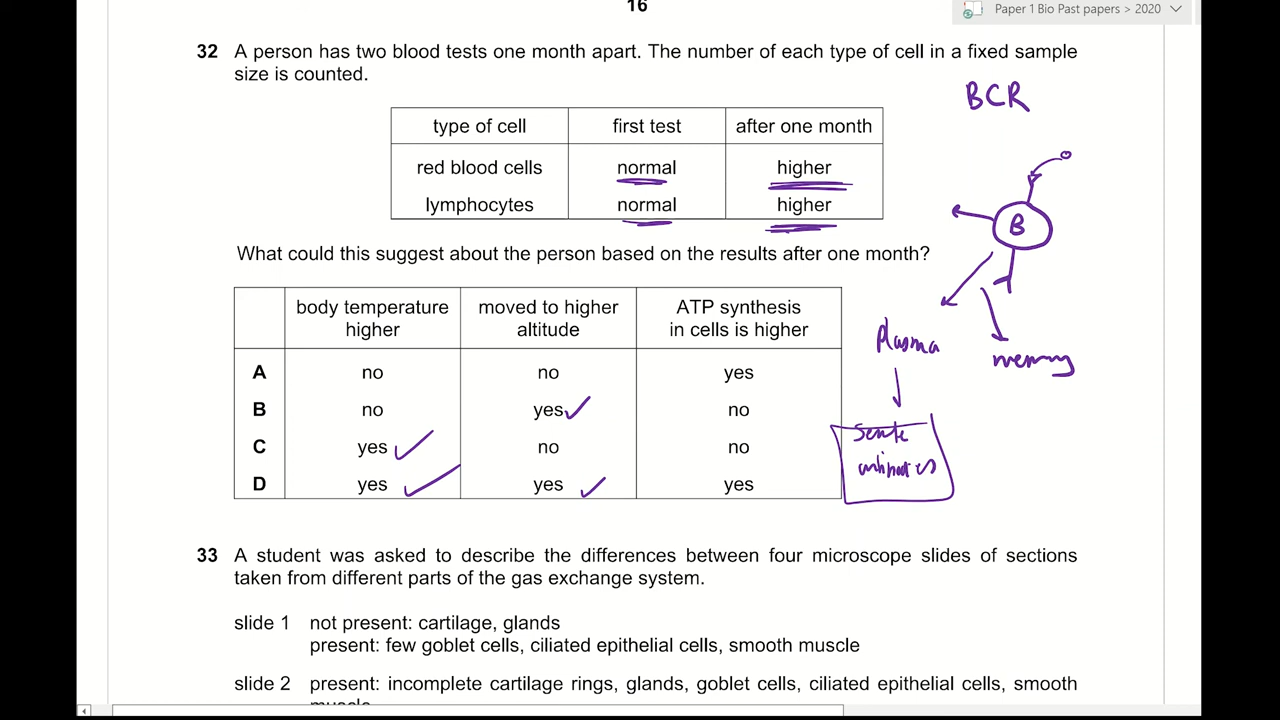 16
Paper 1 Bio Past papers > 2020
32 A person has two blood tests one month apart. The number of each type of cell in a fixed sample
size is counted.
BCR
type of cell first test after one month
red blood cells normal higher
lymphocytes normal higher
B
What could this suggest about the person based on the results after one month?
body temperature higher moved to higher altitude ATP synthesis in cells is higher
A no no yes
B no yes no
C yes no no
D yes yes yes
Plasma
memory
33 A student was asked to describe the differences between four microscope slides of sections
taken from different parts of the gas exchange system.
slide 1 not present: cartilage, glands
present: few goblet cells, ciliated epithelial cells, smooth muscle
slide 2 present: incomplete cartilage rings, glands, goblet cells, ciliated epithelial cells, smooth